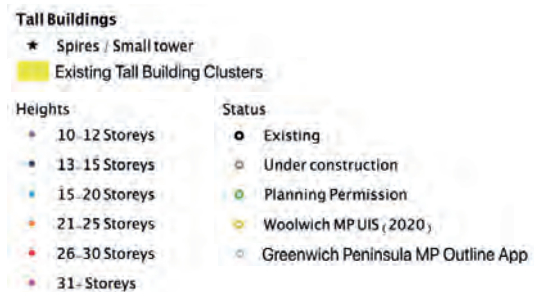 Tall Buildings
Spires / Small tower
Existing Tall Building Clusters
Heights
10-12 Storeys
13-15 Storeys
15-20 Storeys
21-25 Storeys
26-30 Storeys
31+ Storeys
Status
Existing
Under construction
Planning Permission
Woolwich MP UIS (2020)
Greenwich Peninsula MP Outline App